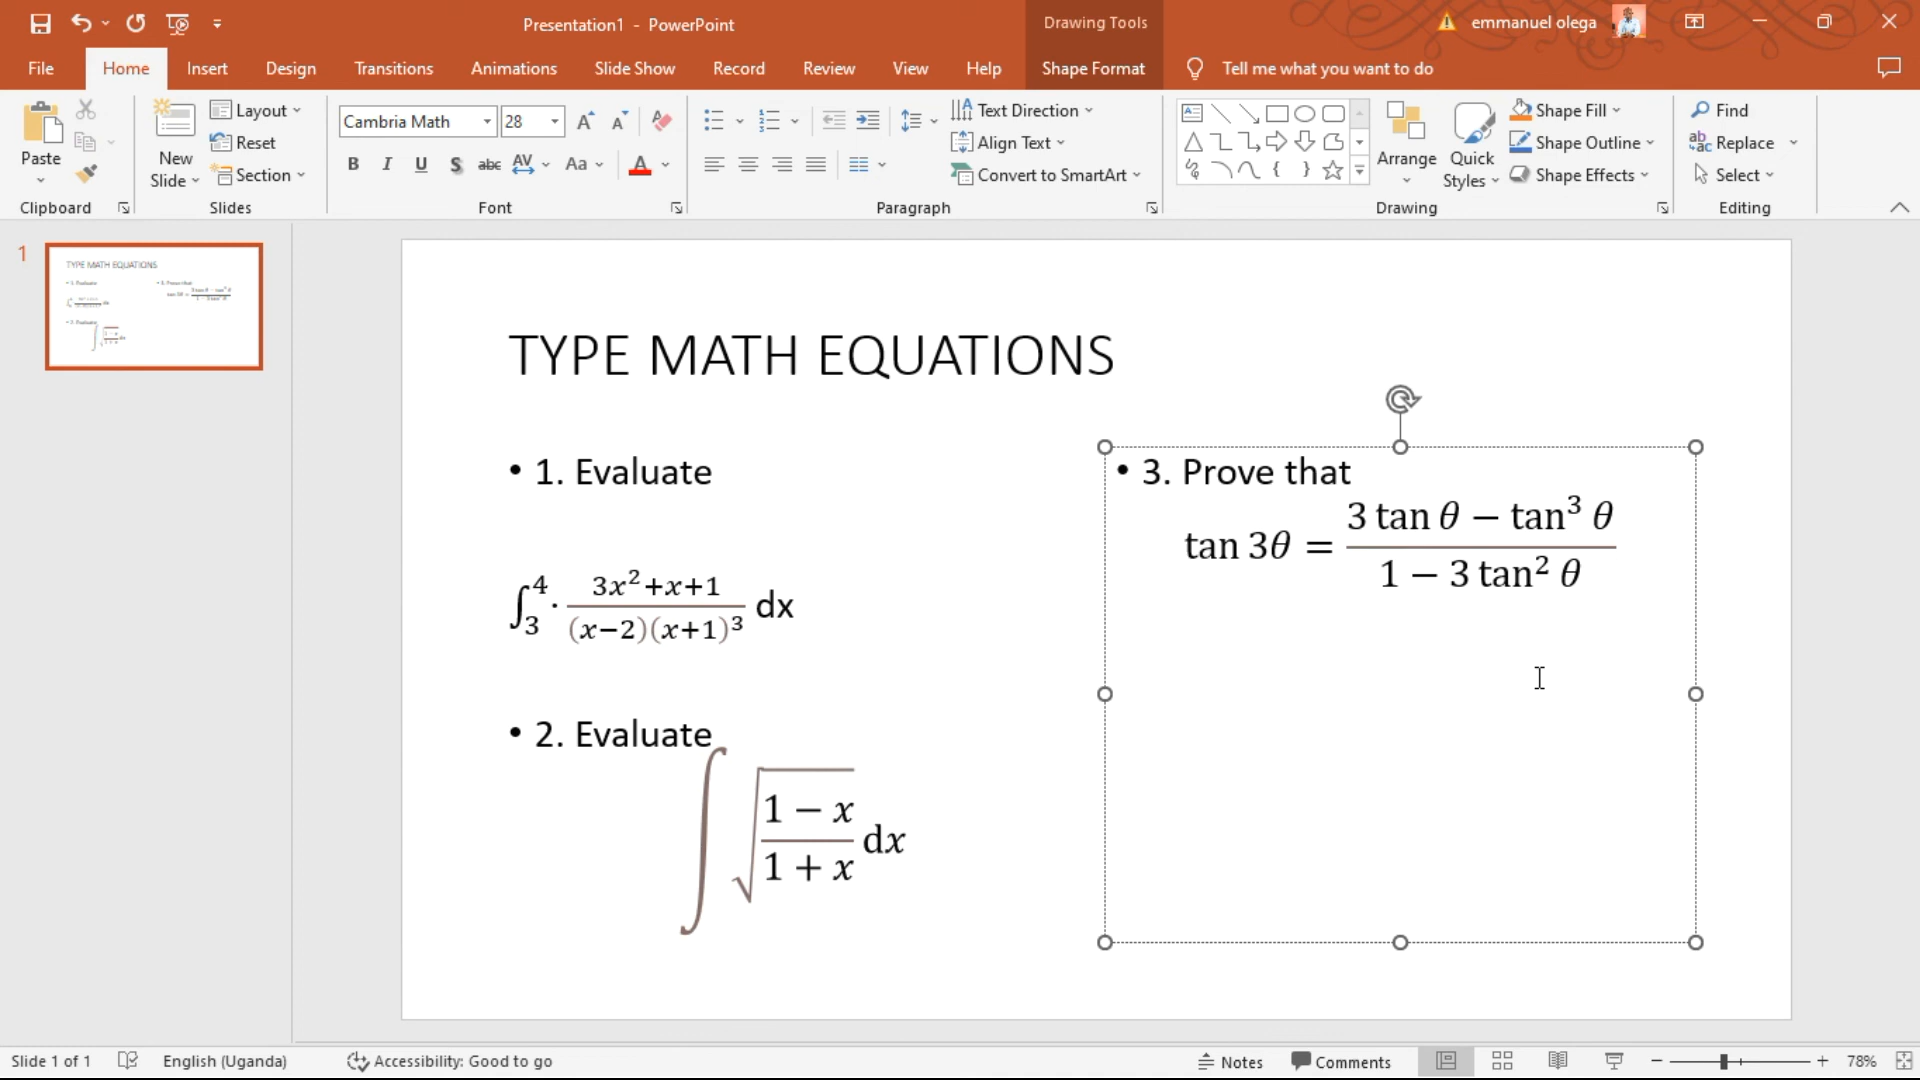 Presentation1 - PowerPoint
Drawing Tools
emmanuel olega
File Home Insert Design Transitions Animations Slide Show Record Review View Help Shape Format Tell me what you want to do
Paste
Clipboard
New Slide
Layout
Reset
Section
Slides
Cambria Math 28
B I U S abc AV Aa A
Font
Text Direction
Align Text
Convert to SmartArt
Paragraph
Arrange
Quick Styles
Shape Fill
Shape Outline
Shape Effects
Drawing
Find
Replace
Select
Editing
1
TYPE MATH EQUATIONS
• 1. Evaluate
∫₃⁴· (3x²+x+1)/((x−2)(x+1)³) dx
• 2. Evaluate
∫ √((1 − x)/(1 + x)) dx
• 3. Prove that
tan 3θ = (3 tan θ − tan³ θ)/(1 − 3 tan² θ)
Slide 1 of 1 English (Uganda) Accessibility: Good to go Notes Comments 78%